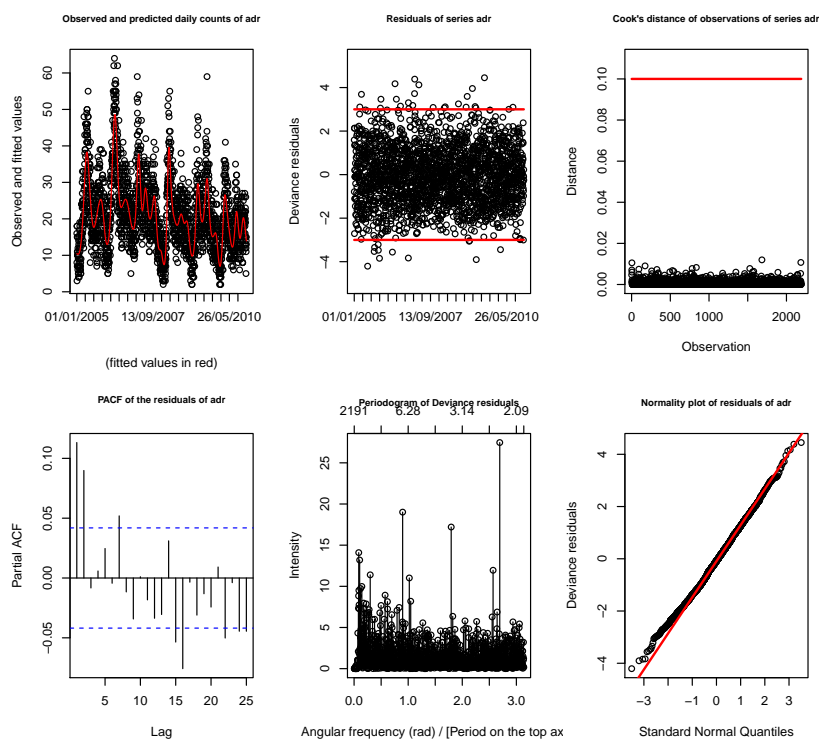 Observed and predicted daily counts of adr
Observed and fitted values
0 10 20 30 40 50 60
01/01/2005 13/09/2007 26/05/2010
(fitted values in red)
Residuals of series adr
Deviance residuals
−4 −2 0 2 4
01/01/2005 13/09/2007 26/05/2010
Cook's distance of observations of series adr
Distance
0.00 0.02 0.04 0.06 0.08 0.10
0 500 1000 2000
Observation
PACF of the residuals of adr
Partial ACF
−0.05 0.00 0.05 0.10
5 10 15 20 25
Lag
Periodogram of Deviance residuals
2191 6.28 3.14 2.09
Intensity
0 5 10 15 20 25
0.0 1.0 2.0 3.0
Angular frequency (rad) / [Period on the top ax
Normality plot of residuals of adr
Deviance residuals
−4 −2 0 2 4
−3 −2 −1 0 1 2 3
Standard Normal Quantiles